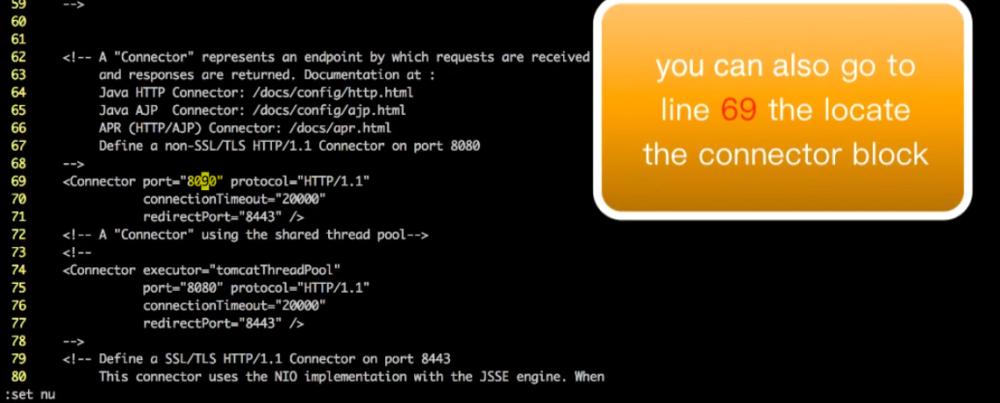 59 -->
60
61
62 <!-- A "Connector" represents an endpoint by which requests are received
63 and responses are returned. Documentation at :
64 Java HTTP Connector: /docs/config/http.html
65 Java AJP  Connector: /docs/config/ajp.html
66 APR (HTTP/AJP) Connector: /docs/apr.html
67 Define a non-SSL/TLS HTTP/1.1 Connector on port 8080
68 -->
69 <Connector port="8090" protocol="HTTP/1.1"
70 connectionTimeout="20000"
71 redirectPort="8443" />
72 <!-- A "Connector" using the shared thread pool-->
73 <!--
74 <Connector executor="tomcatThreadPool"
75 port="8080" protocol="HTTP/1.1"
76 connectionTimeout="20000"
77 redirectPort="8443" />
78 -->
79 <!-- Define a SSL/TLS HTTP/1.1 Connector on port 8443
80 This connector uses the NIO implementation with the JSSE engine. When
:set nu
you can also go to
line 69 the locate
the connector block